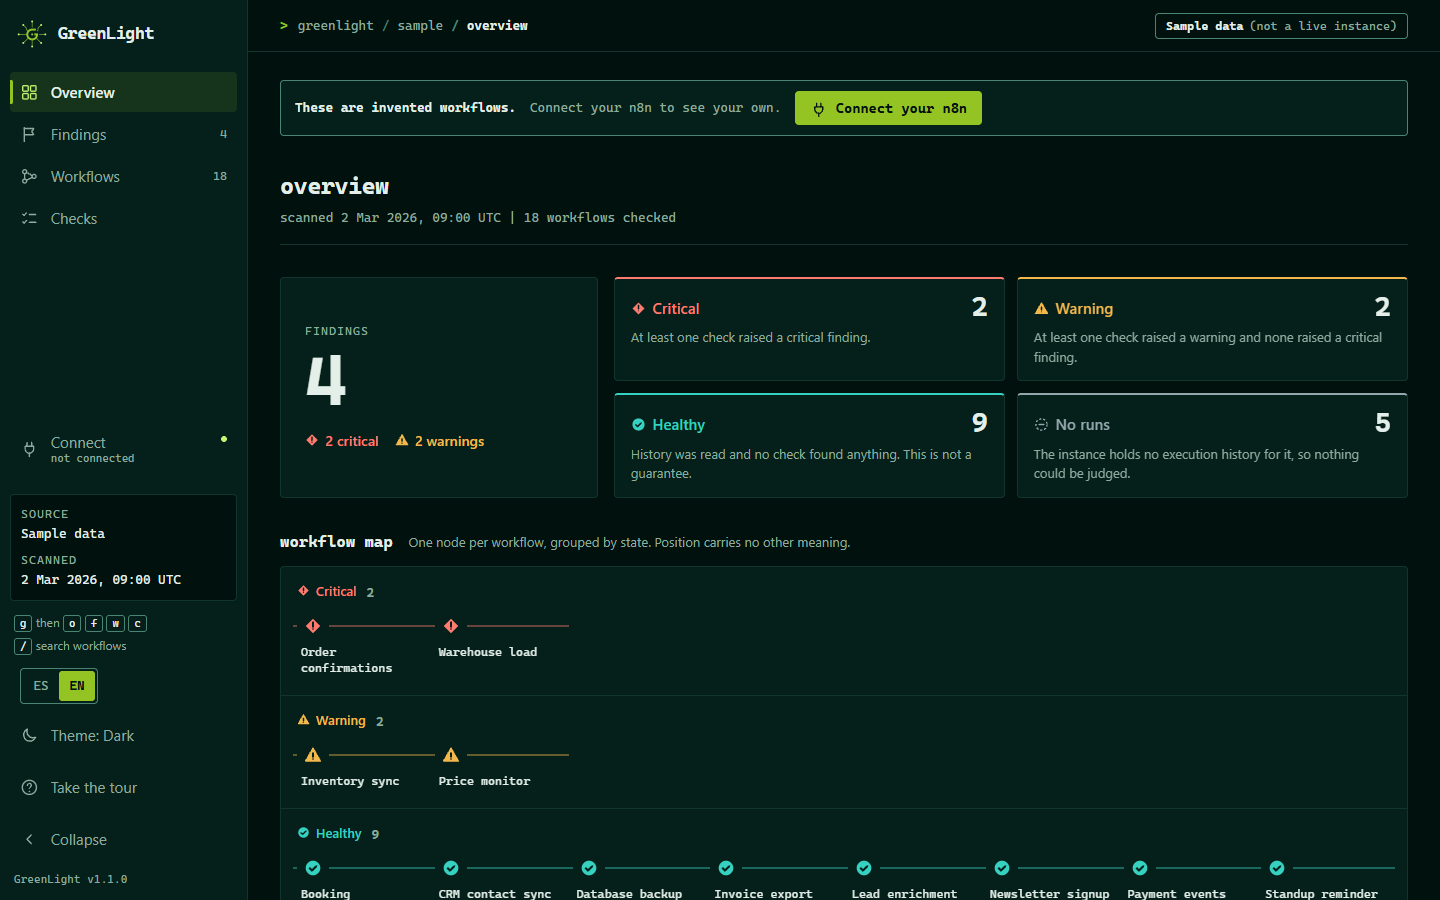 GreenLight
Overview
Findings 4
Workflows 18
Checks
Connect
not connected
SOURCE
Sample data
SCANNED
2 Mar 2026, 09:00 UTC
g then o f w c
/ search workflows
ES EN
Theme: Dark
Take the tour
Collapse
GreenLight v1.1.0
> greenlight / sample / overview
Sample data (not a live instance)
These are invented workflows. Connect your n8n to see your own. Connect your n8n
overview
scanned 2 Mar 2026, 09:00 UTC | 18 workflows checked
FINDINGS
4
2 critical 2 warnings
Critical 2
At least one check raised a critical finding.
Warning 2
At least one check raised a warning and none raised a critical
finding.
Healthy 9
History was read and no check found anything. This is not a
guarantee.
No runs 5
The instance holds no execution history for it, so nothing
could be judged.
workflow map One node per workflow, grouped by state. Position carries no other meaning.
Critical 2
Order
confirmations
Warehouse load
Warning 2
Inventory sync Price monitor
Healthy 9
Booking CRM contact sync Database backup Invoice export Lead enrichment Newsletter signup Payment events Standup reminder